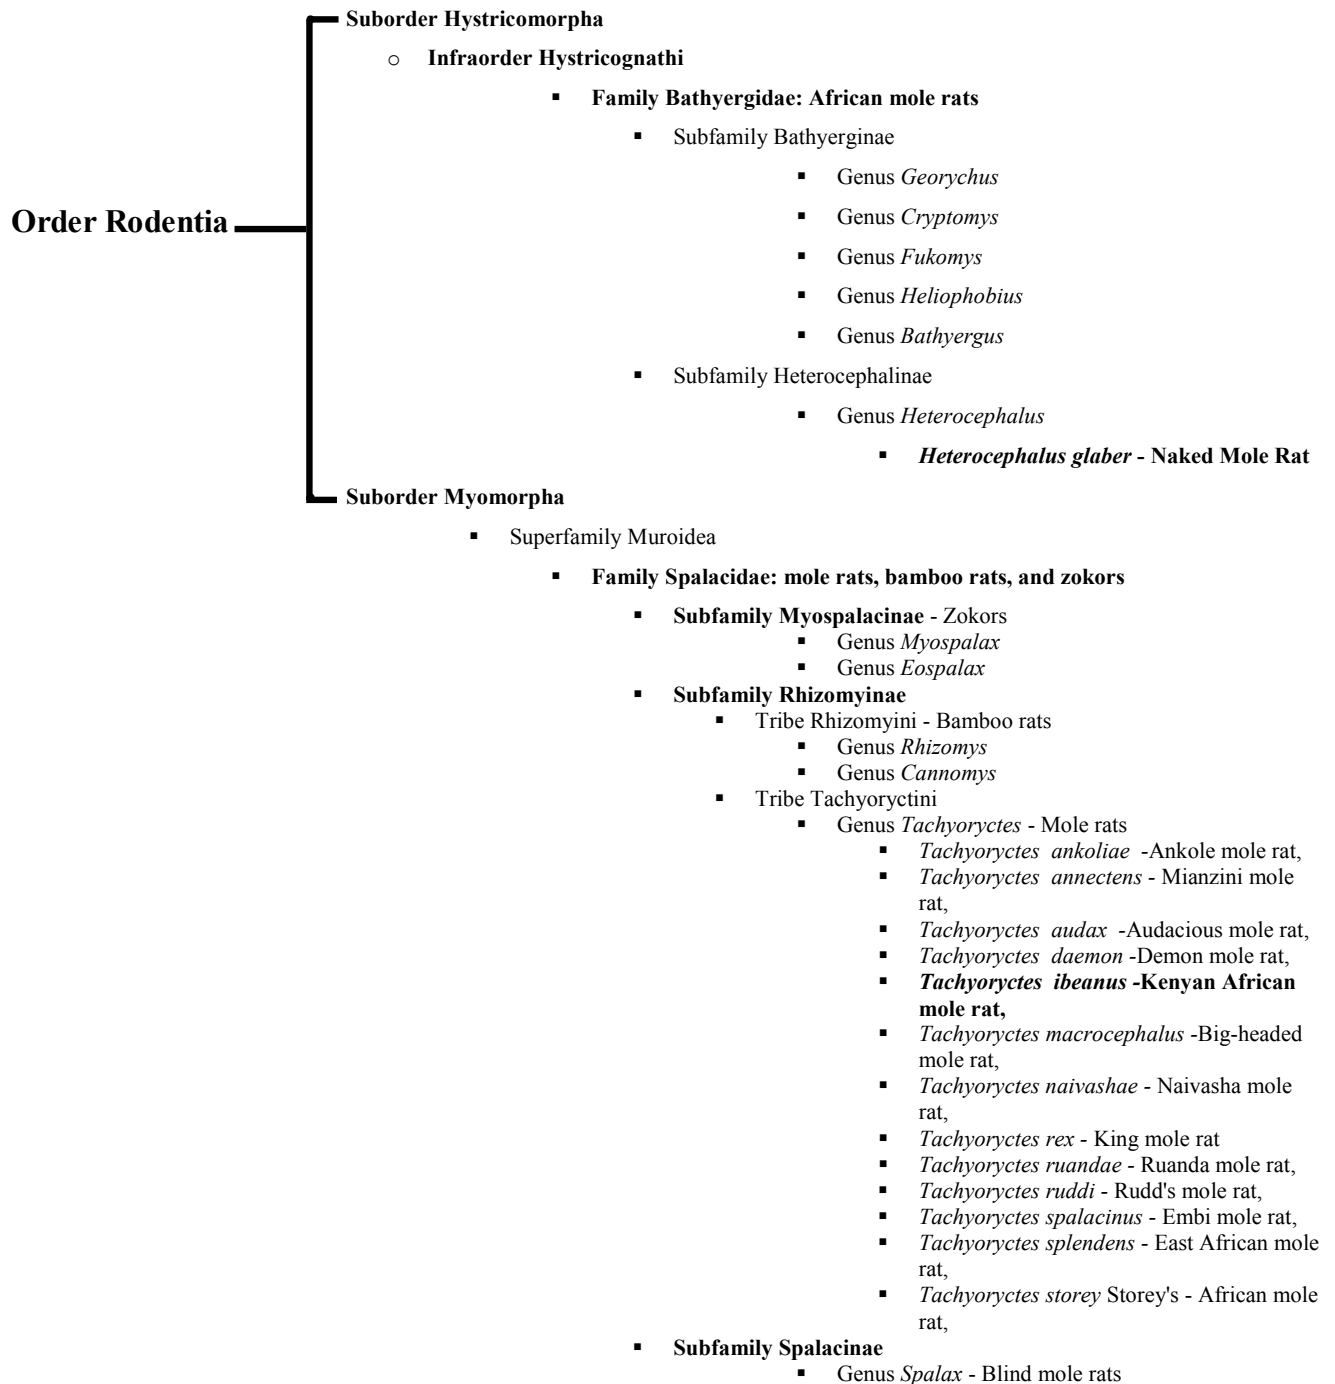 Suborder Hystricomorpha
o Infraorder Hystricognathi
▪ Family Bathyergidae: African mole rats
▪ Subfamily Bathyerginae
▪ Genus Georychus
Order Rodentia
▪ Genus Cryptomys
▪ Genus Fukomys
▪ Genus Heliophobius
▪ Genus Bathyergus
▪ Subfamily Heterocephalinae
▪ Genus Heterocephalus
▪ Heterocephalus glaber - Naked Mole Rat
Suborder Myomorpha
▪ Superfamily Muroidea
▪ Family Spalacidae: mole rats, bamboo rats, and zokors
▪ Subfamily Myospalacinae - Zokors
▪ Genus Myospalax
▪ Genus Eospalax
▪ Subfamily Rhizomyinae
▪ Tribe Rhizomyini - Bamboo rats
▪ Genus Rhizomys
▪ Genus Cannomys
▪ Tribe Tachyoryctini
▪ Genus Tachyoryctes - Mole rats
▪ Tachyoryctes ankoliae -Ankole mole rat,
▪ Tachyoryctes annectens - Mianzini mole
rat,
▪ Tachyoryctes audax -Audacious mole rat,
▪ Tachyoryctes daemon -Demon mole rat,
▪ Tachyoryctes ibeanus -Kenyan African
mole rat,
▪ Tachyoryctes macrocephalus -Big-headed
mole rat,
▪ Tachyoryctes naivashae - Naivasha mole
rat,
▪ Tachyoryctes rex - King mole rat
▪ Tachyoryctes ruandae - Ruanda mole rat,
▪ Tachyoryctes ruddi - Rudd's mole rat,
▪ Tachyoryctes spalacinus - Embi mole rat,
▪ Tachyoryctes splendens - East African mole
rat,
▪ Tachyoryctes storey Storey's - African mole
rat,
▪ Subfamily Spalacinae
▪ Genus Spalax - Blind mole rats